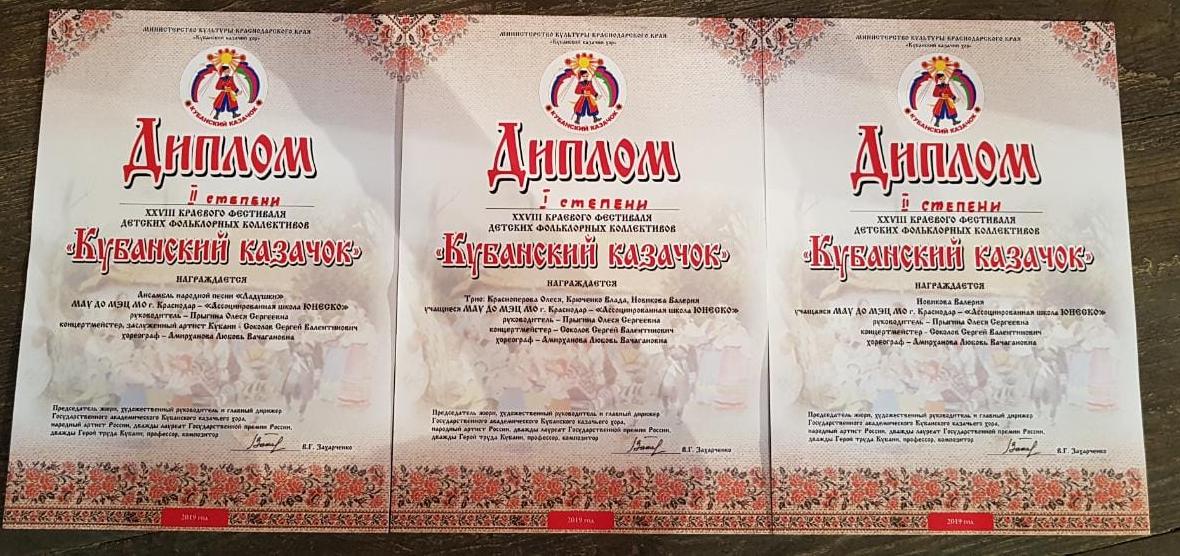 МИНИСТЕРСТВО КУЛЬТУРЫ КРАСНОДАРСКОГО КРАЯ
«Кубанский казачий хор»
КУБАНСКИЙ КАЗАЧОК
Диплом
II степени
XXVIII КРАЕВОГО ФЕСТИВАЛЯ
ДЕТСКИХ ФОЛЬКЛОРНЫХ КОЛЛЕКТИВОВ
«Кубанский казачок»
НАГРАЖДАЕТСЯ
Ансамбль народной песни «Ладушки»
МАУ ДО МЭЦ МО г. Краснодар – «Ассоциированная школа ЮНЕСКО»
руководитель – Прыгина Олеся Сергеевна
концертмейстер, заслуженный артист Кубани - Соколов Сергей Валентинович
хореограф – Амирханова Любовь Вачагановна
Председатель жюри, художественный руководитель и главный дирижер
Государственного академического Кубанского казачьего хора,
народный артист России, дважды лауреат Государственной премии России,
дважды Герой труда Кубани, профессор, композитор
В.Г. Захарченко
2019 год
МИНИСТЕРСТВО КУЛЬТУРЫ КРАСНОДАРСКОГО КРАЯ
«Кубанский казачий хор»
КУБАНСКИЙ КАЗАЧОК
Диплом
I степени
XXVIII КРАЕВОГО ФЕСТИВАЛЯ
ДЕТСКИХ ФОЛЬКЛОРНЫХ КОЛЛЕКТИВОВ
«Кубанский казачок»
НАГРАЖДАЕТСЯ
Трио: Красноперова Олеся, Крюченко Влада, Новикова Валерия
учащиеся МАУ ДО МЭЦ МО г. Краснодар – «Ассоциированная школа ЮНЕСКО»
руководитель – Прыгина Олеся Сергеевна
концертмейстер – Соколов Сергей Валентинович
хореограф – Амирханова Любовь Вачагановна
Председатель жюри, художественный руководитель и главный дирижер
Государственного академического Кубанского казачьего хора,
народный артист России, дважды лауреат Государственной премии России,
дважды Герой труда Кубани, профессор, композитор
В.Г. Захарченко
2019 год
МИНИСТЕРСТВО КУЛЬТУРЫ КРАСНОДАРСКОГО КРАЯ
«Кубанский казачий хор»
КУБАНСКИЙ КАЗАЧОК
Диплом
II степени
XXVIII КРАЕВОГО ФЕСТИВАЛЯ
ДЕТСКИХ ФОЛЬКЛОРНЫХ КОЛЛЕКТИВОВ
«Кубанский казачок»
НАГРАЖДАЕТСЯ
Новикова Валерия
учащаяся МАУ ДО МЭЦ МО г. Краснодар – «Ассоциированная школа ЮНЕСКО»
руководитель – Прыгина Олеся Сергеевна
концертмейстер - Соколов Сергей Валентинович
хореограф – Амирханова Любовь Вачагановна
Председатель жюри, художественный руководитель и главный дирижер
Государственного академического Кубанского казачьего хора,
народный артист России, дважды лауреат Государственной премии России,
дважды Герой труда Кубани, профессор, композитор
В.Г. Захарченко
2019 год